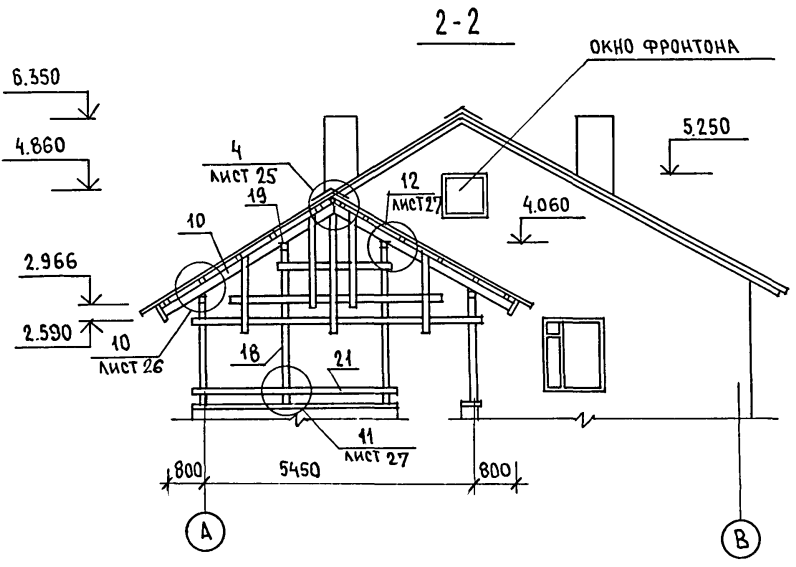 2-2
ОКНО ФРОНТОНА
6.350
4.860
5.250
4
ЛИСТ 25
19
12
ЛИСТ 27
4.060
10
2.966
2.590
10
ЛИСТ 26
18
21
11
ЛИСТ 27
800
5450
800
А
В